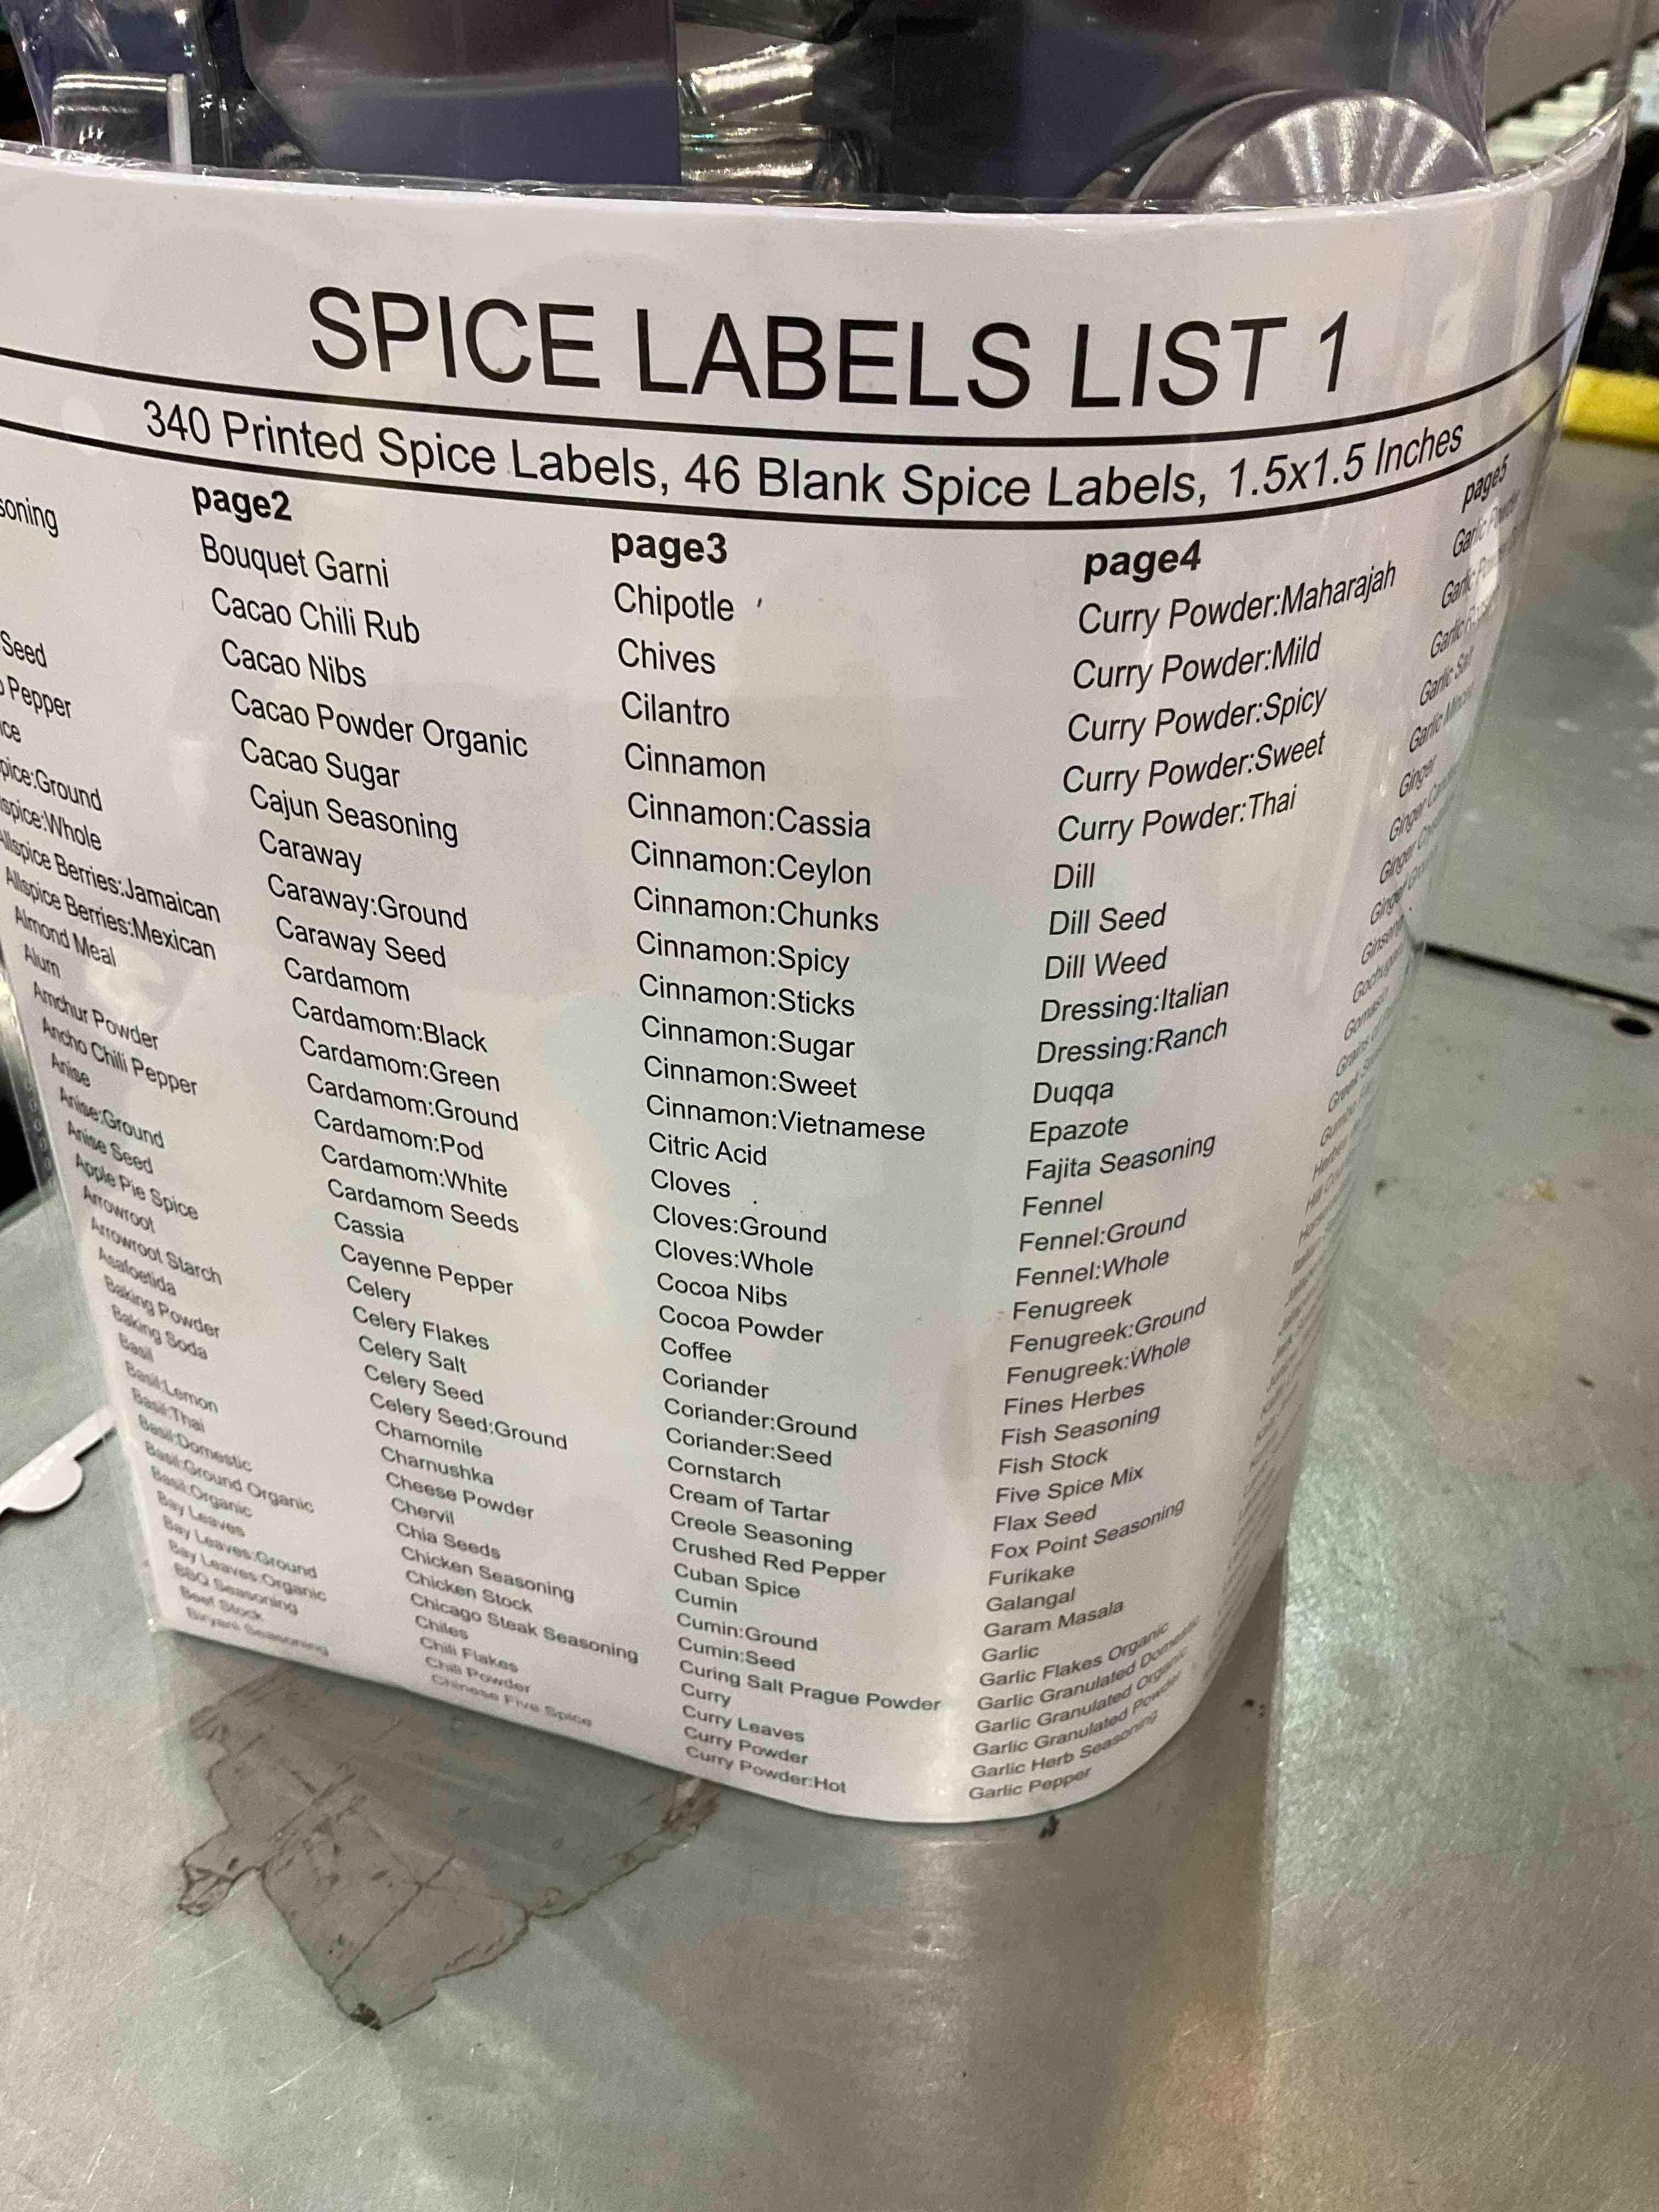 SPICE LABELS LIST 1
340 Printed Spice Labels, 46 Blank Spice Labels, 1.5x1.5 Inches
Seed
Pepper
Allspice Berries:Jamaican
Allspice Berries:Mexican
Almond Meal
Alum
Amchur Powder
Ancho Chili Pepper
Anise
Anise:Ground
Anise Seed
Apple Pie Spice
Arrowroot
Arrowroot Starch
Asafoetida
Baking Powder
Baking Soda
Basil
Basil:Lemon
Basil:Thai
Basil:Domestic
Basil:Ground Organic
Basil:Organic
Bay Leaves
Bay Leaves:Ground
Bay Leaves:Organic
BBQ Seasoning
Beef Stock
Biryani Seasoning
page2
Bouquet Garni
Cacao Chili Rub
Cacao Nibs
Cacao Powder Organic
Cacao Sugar
Cajun Seasoning
Caraway
Caraway:Ground
Caraway Seed
Cardamom
Cardamom:Black
Cardamom:Green
Cardamom:Ground
Cardamom:Pod
Cardamom:White
Cardamom Seeds
Cassia
Cayenne Pepper
Celery
Celery Flakes
Celery Salt
Celery Seed
Celery Seed:Ground
Chamomile
Charnushka
Cheese Powder
Chervil
Chia Seeds
Chicken Seasoning
Chicken Stock
Chicago Steak Seasoning
Chiles
Chili Flakes
Chili Powder
Chinese Five Spice
page3
Chipotle
Chives
Cilantro
Cinnamon
Cinnamon:Cassia
Cinnamon:Ceylon
Cinnamon:Chunks
Cinnamon:Spicy
Cinnamon:Sticks
Cinnamon:Sugar
Cinnamon:Sweet
Cinnamon:Vietnamese
Citric Acid
Cloves
Cloves:Ground
Cloves:Whole
Cocoa Nibs
Cocoa Powder
Coffee
Coriander
Coriander:Ground
Coriander:Seed
Cornstarch
Cream of Tartar
Creole Seasoning
Crushed Red Pepper
Cuban Spice
Cumin
Cumin:Ground
Cumin:Seed
Curing Salt Prague Powder
Curry
Curry Leaves
Curry Powder
Curry Powder:Hot
page4
Curry Powder:Maharajah
Curry Powder:Mild
Curry Powder:Spicy
Curry Powder:Sweet
Curry Powder:Thai
Dill
Dill Seed
Dill Weed
Dressing:Italian
Dressing:Ranch
Duqqa
Epazote
Fajita Seasoning
Fennel
Fennel:Ground
Fennel:Whole
Fenugreek
Fenugreek:Ground
Fenugreek:Whole
Fines Herbes
Fish Seasoning
Fish Stock
Five Spice Mix
Flax Seed
Fox Point Seasoning
Furikake
Galangal
Garam Masala
Garlic
Garlic Flakes Organic
Garlic Granulated Domestic
Garlic Granulated Organic
Garlic Granulated Powder
Garlic Herb Seasoning
Garlic Pepper
page5
Garlic Powder
Garlic
Garlic
Garlic Salt
Garlic Minced
Ginger
Ginger
Ginger
Ginger
Ginseng